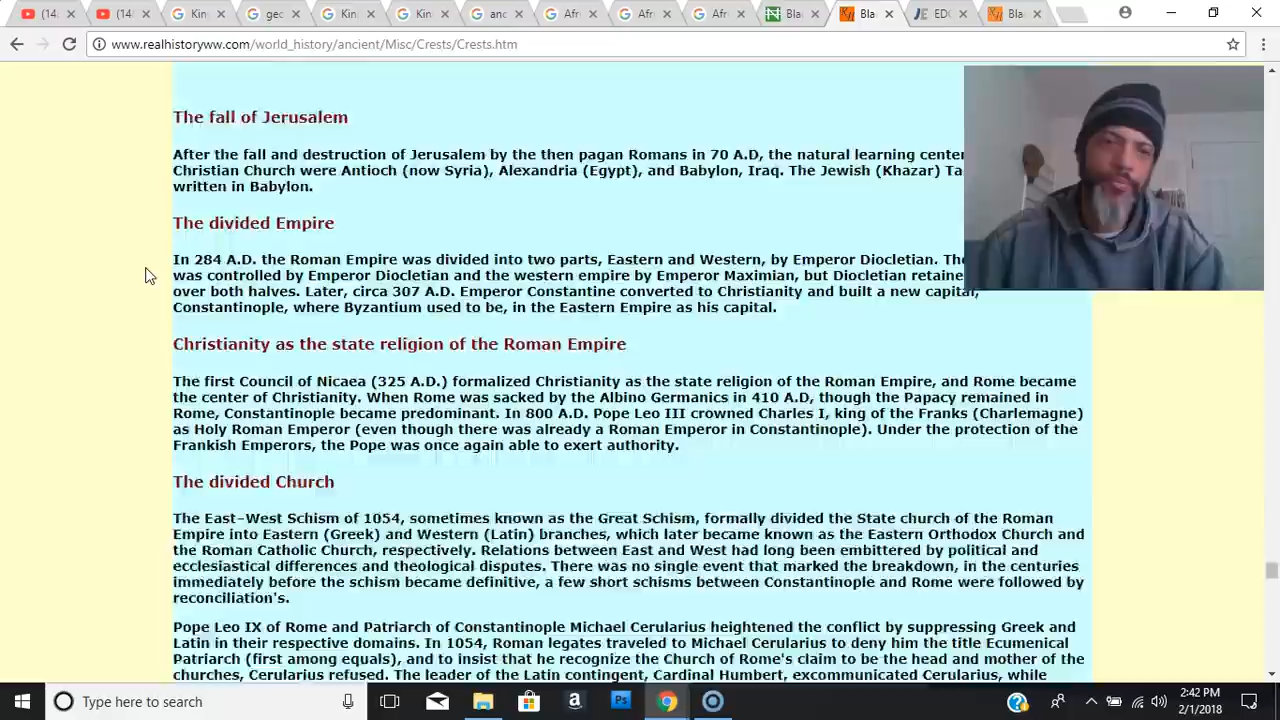 (14
(14
Kin
geo
Kin
Kin
anc
Afr
Afr
Afr
Bla
Bla
EDC
Bla
www.realhistoryww.com/world_history/ancient/Misc/Crests/Crests.htm
The fall of Jerusalem
After the fall and destruction of Jerusalem by the then pagan Romans in 70 A.D, the natural learning center
Christian Church were Antioch (now Syria), Alexandria (Egypt), and Babylon, Iraq. The Jewish (Khazar) Ta
written in Babylon.
The divided Empire
In 284 A.D. the Roman Empire was divided into two parts, Eastern and Western, by Emperor Diocletian. The
was controlled by Emperor Diocletian and the western empire by Emperor Maximian, but Diocletian retaine
over both halves. Later, circa 307 A.D. Emperor Constantine converted to Christianity and built a new capital,
Constantinople, where Byzantium used to be, in the Eastern Empire as his capital.
Christianity as the state religion of the Roman Empire
The first Council of Nicaea (325 A.D.) formalized Christianity as the state religion of the Roman Empire, and Rome became
the center of Christianity. When Rome was sacked by the Albino Germanics in 410 A.D, though the Papacy remained in
Rome, Constantinople became predominant. In 800 A.D. Pope Leo III crowned Charles I, king of the Franks (Charlemagne)
as Holy Roman Emperor (even though there was already a Roman Emperor in Constantinople). Under the protection of the
Frankish Emperors, the Pope was once again able to exert authority.
The divided Church
The East–West Schism of 1054, sometimes known as the Great Schism, formally divided the State church of the Roman
Empire into Eastern (Greek) and Western (Latin) branches, which later became known as the Eastern Orthodox Church and
the Roman Catholic Church, respectively. Relations between East and West had long been embittered by political and
ecclesiastical differences and theological disputes. There was no single event that marked the breakdown, in the centuries
immediately before the schism became definitive, a few short schisms between Constantinople and Rome were followed by
reconciliation's.
Pope Leo IX of Rome and Patriarch of Constantinople Michael Cerularius heightened the conflict by suppressing Greek and
Latin in their respective domains. In 1054, Roman legates traveled to Michael Cerularius to deny him the title Ecumenical
Patriarch (first among equals), and to insist that he recognize the Church of Rome's claim to be the head and mother of the
churches, Cerularius refused. The leader of the Latin contingent, Cardinal Humbert, excommunicated Cerularius, while
Type here to search
2:42 PM
2/1/2018